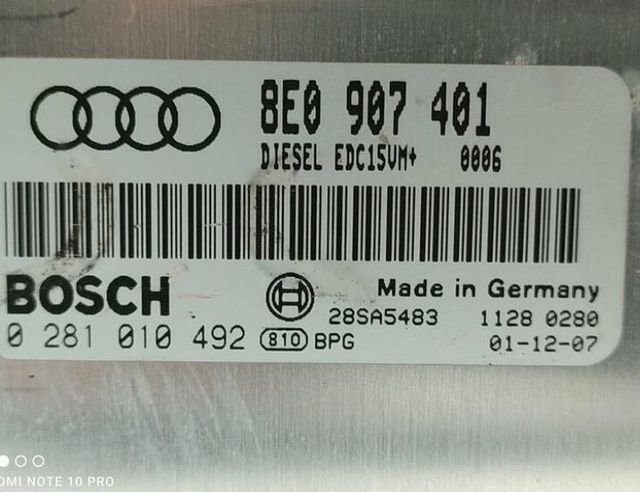 8E0 907 401
DIESEL EDC15VM+ 0006
BOSCH
Made in Germany
28SA5483 1128 0280
0 281 010 492 810 BPG 01-12-07
OMI NOTE 10 PRO